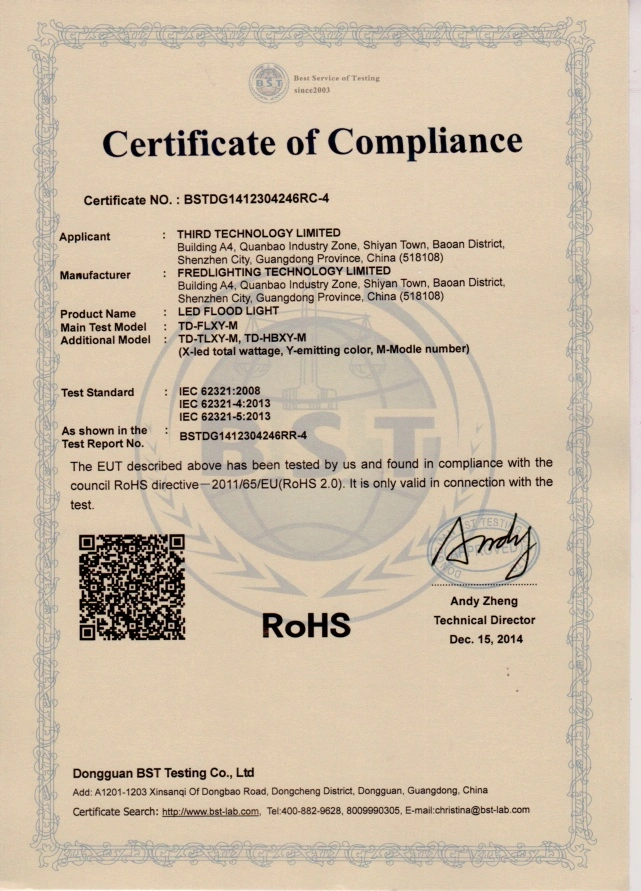 BST
Best Service of Testing
since2003
Certificate of Compliance
Certificate NO. : BSTDG1412304246RC-4
Applicant : THIRD TECHNOLOGY LIMITED
Building A4, Quanbao Industry Zone, Shiyan Town, Baoan District,
Shenzhen City, Guangdong Province, China (518108)
Manufacturer : FREDLIGHTING TECHNOLOGY LIMITED
Building A4, Quanbao Industry Zone, Shiyan Town, Baoan District,
Shenzhen City, Guangdong Province, China (518108)
Product Name : LED FLOOD LIGHT
Main Test Model : TD-FLXY-M
Additional Model : TD-TLXY-M, TD-HBXY-M
(X-led total wattage, Y-emitting color, M-Modle number)
Test Standard : IEC 62321:2008
IEC 62321-4:2013
IEC 62321-5:2013
As shown in the
Test Report No. : BSTDG1412304246RR-4
BST
The EUT described above has been tested by us and found in compliance with the
council RoHS directive—2011/65/EU(RoHS 2.0). It is only valid in connection with the
test.
Andy
RoHS
Andy Zheng
Technical Director
Dec. 15, 2014
Dongguan BST Testing Co., Ltd
Add: A1201-1203 Xinsanqi Of Dongbao Road, Dongcheng District, Dongguan, Guangdong, China
Certificate Search: http://www.bst-lab.com, Tel:400-882-9628, 8009990305, E-mail:christina@bst-lab.com